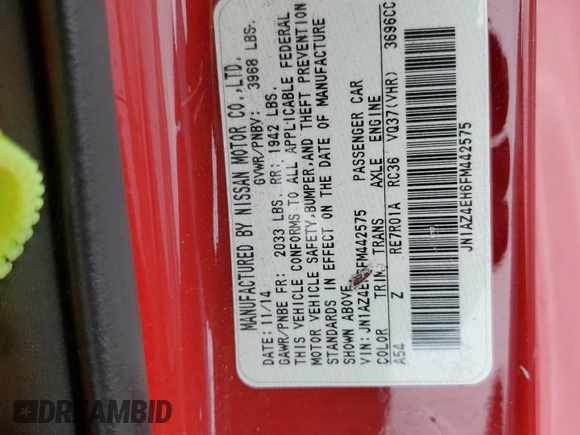 MANUFACTURED BY NISSAN MOTOR CO.,LTD.
DATE: 11/14 GVWR/PNBV: 3968 LBS.
GAWR/PNBE FR: 2033 LBS. RR: 1942 LBS.
THIS VEHICLE CONFORMS TO ALL APPLICABLE FEDERAL
MOTOR VEHICLE SAFETY,BUMPER,AND THEFT PREVENTION
STANDARDS IN EFFECT ON THE DATE OF MANUFACTURE
SHOWN ABOVE.
VIN: PASSENGER CAR
COLOR TRIM TRANS AXLE ENGINE
A54 Z RE7R01A RC36 VQ37(VHR) 3696CC
JN1AZ4EH6FM442575
DREAMBID